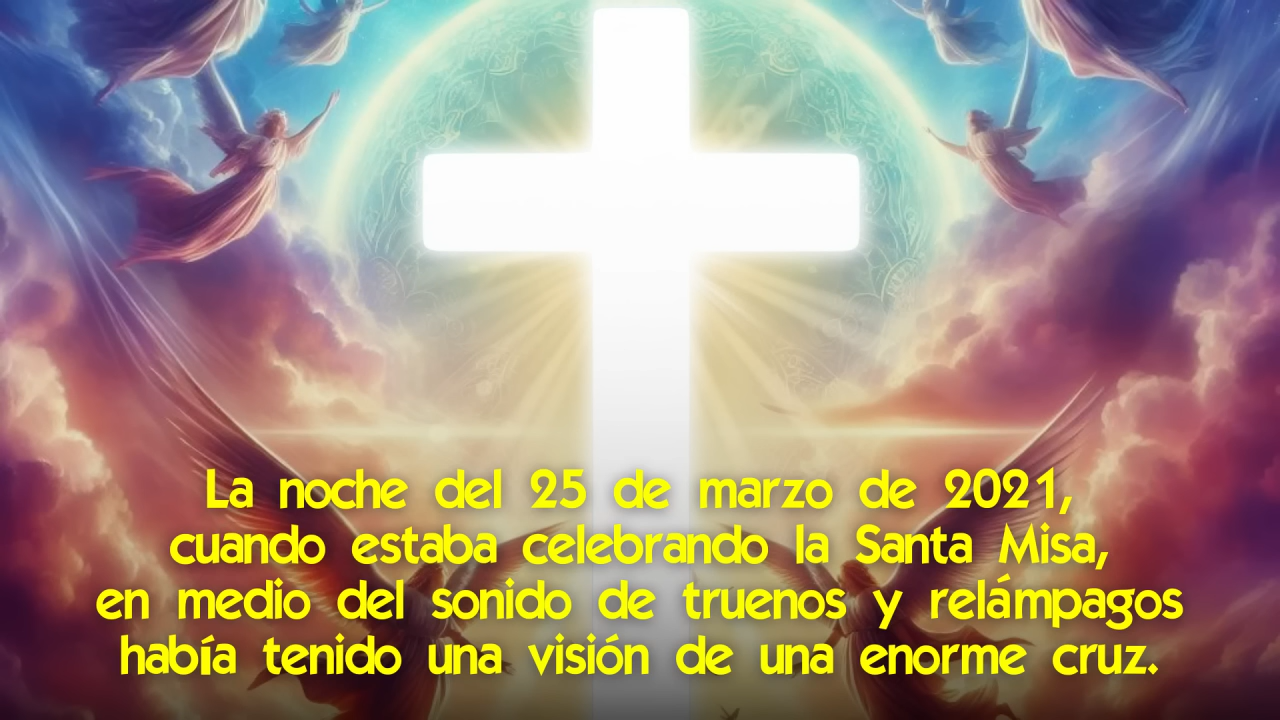 La noche del 25 de marzo de 2021,
cuando estaba celebrando la Santa Misa,
en medio del sonido de truenos y relámpagos
había tenido una visión de una enorme cruz.